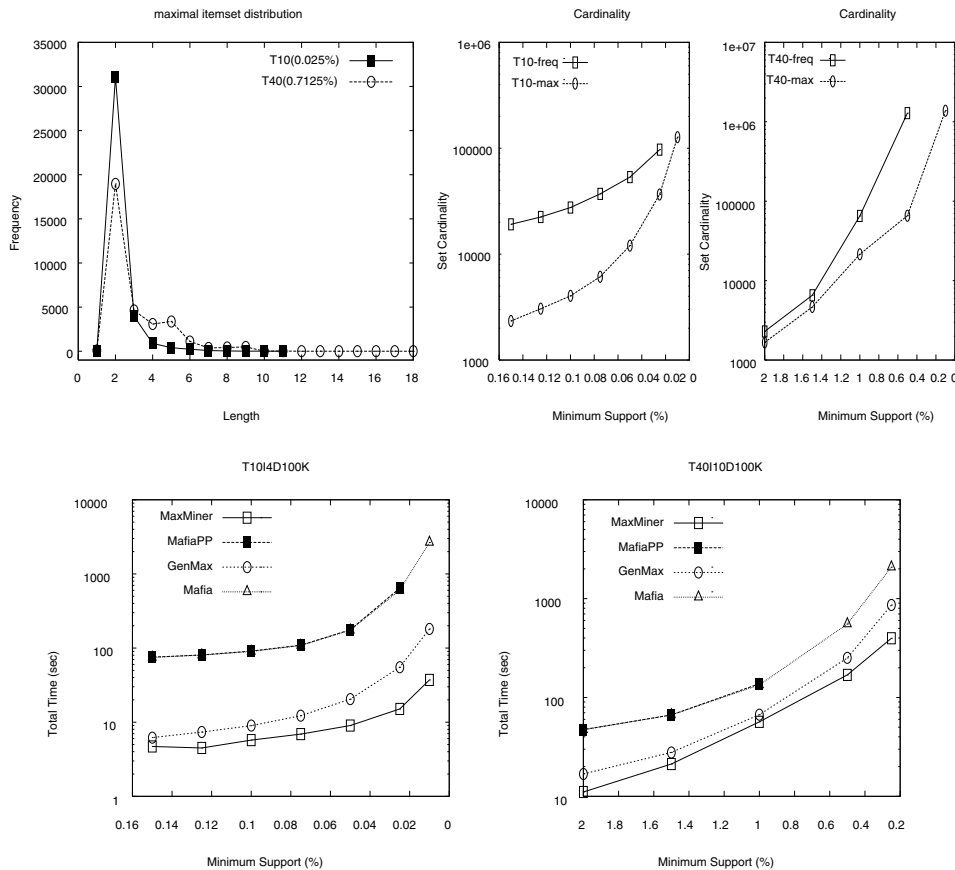 maximal itemset distribution
35000
30000
25000
20000
15000
10000
5000
0
Frequency
T10(0.025%)
T40(0.7125%)
0 2 4 6 8 10 12 14 16 18
Length
Cardinality
1e+06
100000
10000
1000
Set Cardinality
T10-freq
T10-max
0.16 0.14 0.12 0.1 0.08 0.06 0.04 0.02 0
Minimum Support (%)
Cardinality
1e+07
1e+06
100000
10000
1000
Set Cardinality
T40-freq
T40-max
2 1.8 1.6 1.4 1.2 1 0.8 0.6 0.4 0.2 0
Minimum Support (%)
T10I4D100K
10000
1000
100
10
1
Total Time (sec)
MaxMiner
MafiaPP
GenMax
Mafia
0.16 0.14 0.12 0.1 0.08 0.06 0.04 0.02 0
Minimum Support (%)
T40I10D100K
10000
1000
100
10
Total Time (sec)
MaxMiner
MafiaPP
GenMax
Mafia
2 1.8 1.6 1.4 1.2 1 0.8 0.6 0.4 0.2
Minimum Support (%)